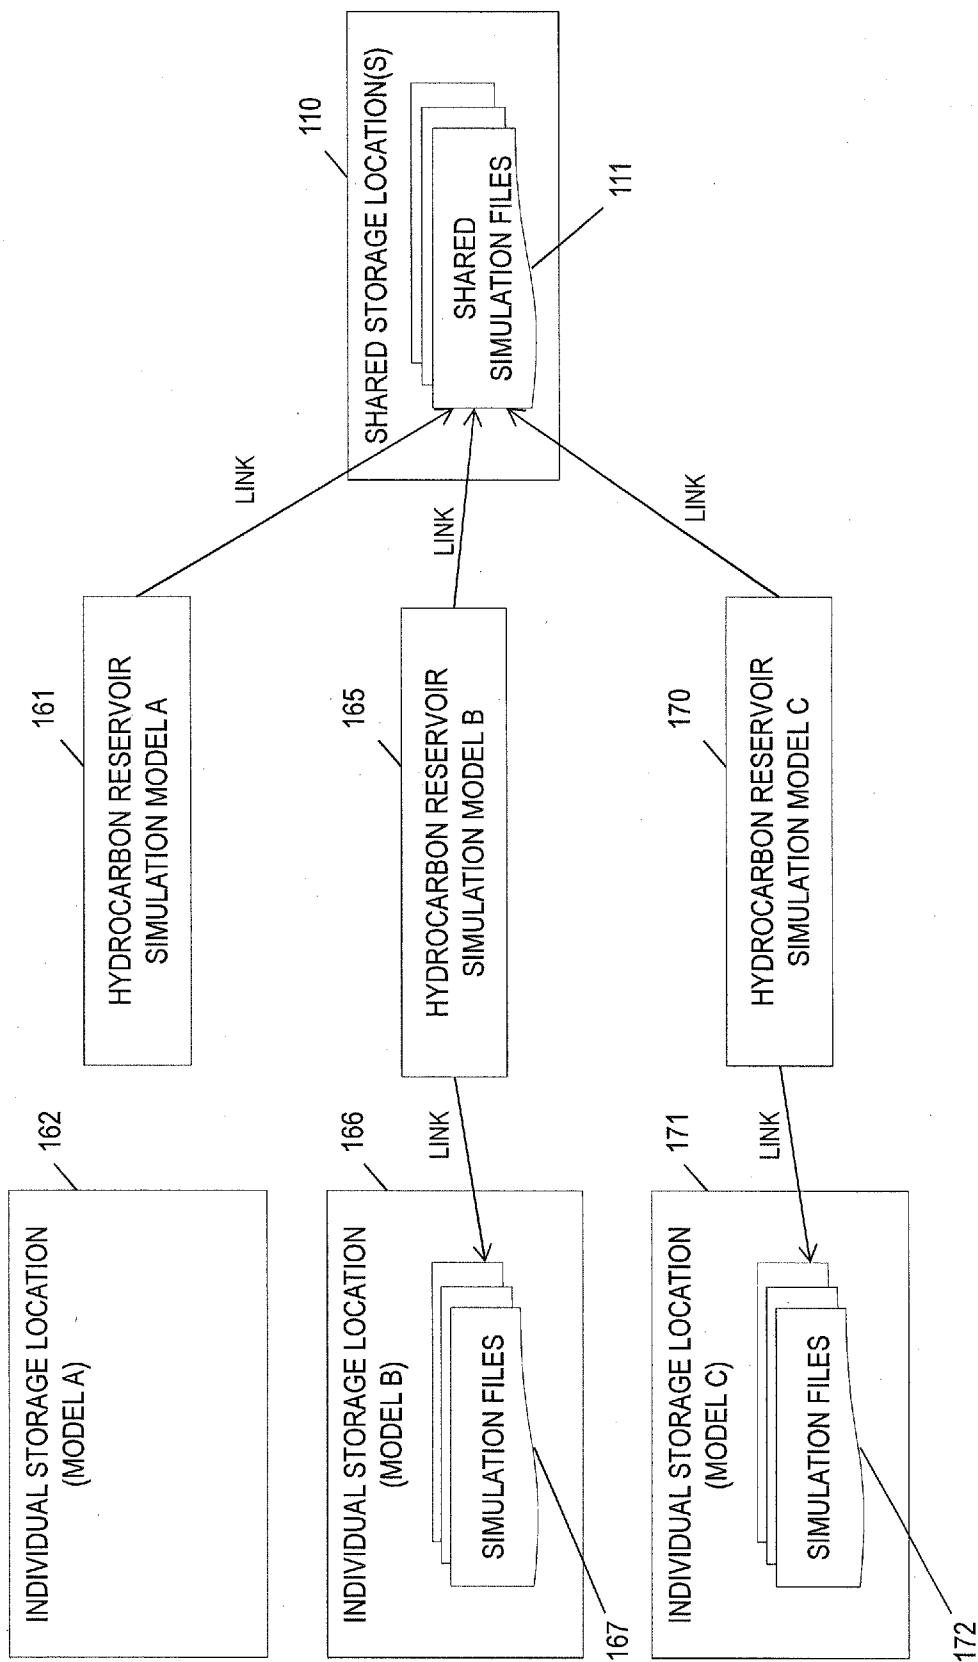 INDIVIDUAL STORAGE LOCATION
(MODEL A)
162
HYDROCARBON RESERVOIR
SIMULATION MODEL A
161
INDIVIDUAL STORAGE LOCATION
(MODEL B)
166
SIMULATION FILES
167
LINK
HYDROCARBON RESERVOIR
SIMULATION MODEL B
165
INDIVIDUAL STORAGE LOCATION
(MODEL C)
171
SIMULATION FILES
172
LINK
HYDROCARBON RESERVOIR
SIMULATION MODEL C
170
LINK
LINK
LINK
SHARED STORAGE LOCATION(S)
110
SHARED
SIMULATION FILES
111